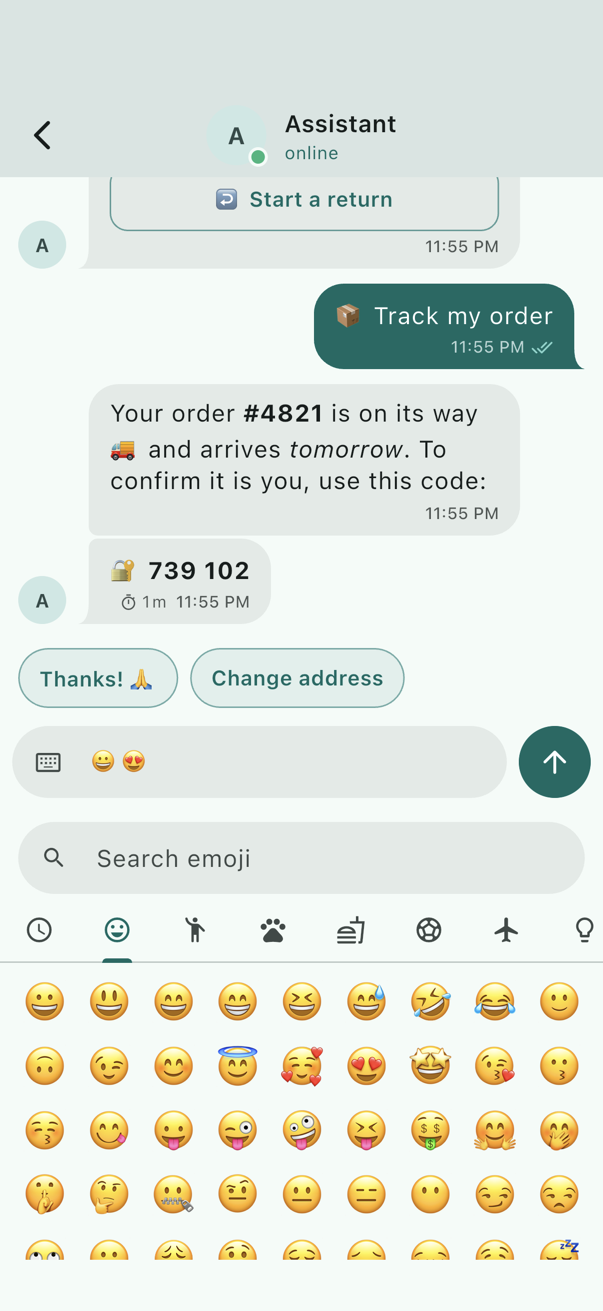 A
Assistant
online
↩️ Start a return
11:55 PM
A
📦 Track my order
11:55 PM
Your order #4821 is on its way
🚚 and arrives tomorrow. To
confirm it is you, use this code:
11:55 PM
🔐 739 102
1m 11:55 PM
A
Thanks! 🙏
Change address
😀😍
Search emoji